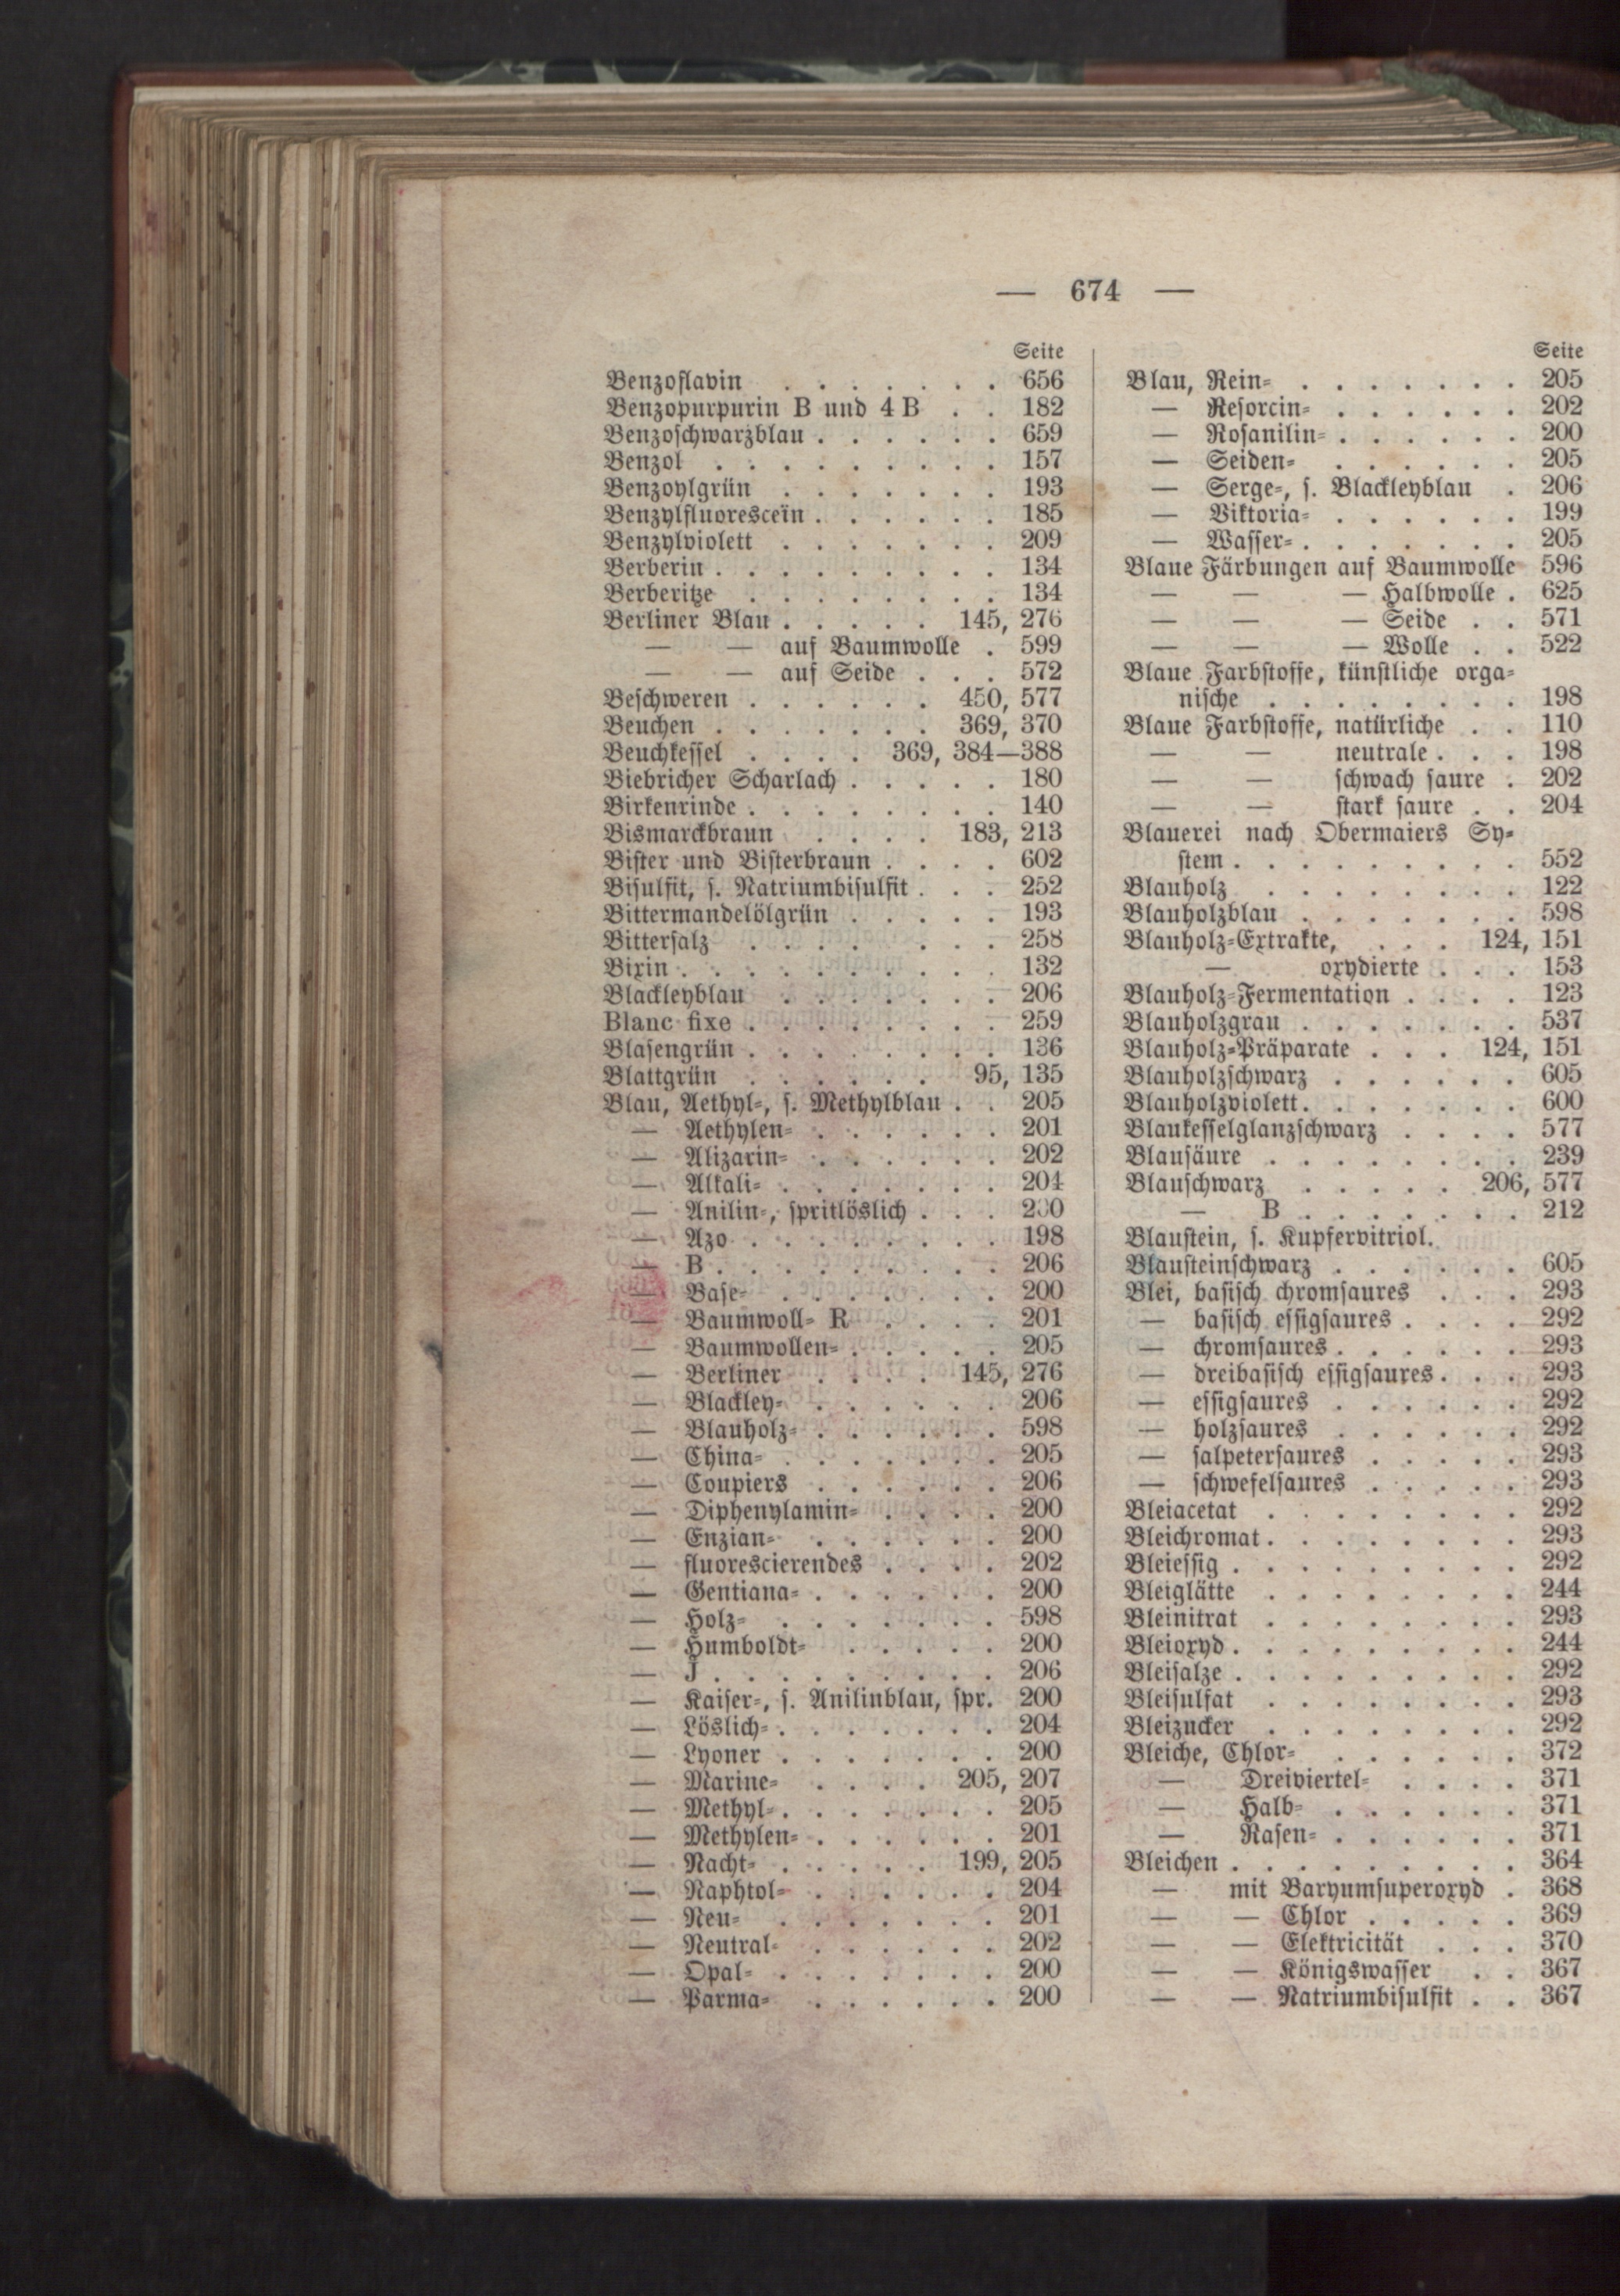 — 674 —
Seite
Benzoflavin . . . . . . . 656
Benzopurpurin B und 4 B . . 182
Benzoschwarzblau . . . . . . 659
Benzol . . . . . . . . . 157
Benzoylgrün . . . . . . . 193
Benzylfluoresceïn . . . . . . 185
Benzylviolett . . . . . . . 209
Berberin . . . . . . . . . 134
Berberitze . . . . . . . . 134
Berliner Blau . . . . . 145, 276
— — auf Baumwolle . 599
— — auf Seide . . . 572
Beschweren . . . . . . 450, 577
Beuchen . . . . . . . 369, 370
Beuchkessel . . . . 369, 384—388
Biebricher Scharlach . . . . . 180
Birkenrinde . . . . . . . . 140
Bismarckbraun . . . . 183, 213
Bister und Bisterbraun . . . . 602
Bisulfit, s. Natriumbisulfit . . . 252
Bittermandelölgrün . . . . . 193
Bittersalz . . . . . . . . 258
Bixin . . . . . . . . . . 132
Blackleyblau . . . . . . . 206
Blanc fixe . . . . . . . . 259
Blasengrün . . . . . . . . 136
Blattgrün . . . . . . 95, 135
Blau, Aethyl-, s. Methylblau . . 205
— Aethylen- . . . . . . 201
— Alizarin- . . . . . . 202
— Alkali- . . . . . . . 204
— Anilin-, spritlöslich . . . 200
— Azo . . . . . . . . 198
— B . . . . . . . . . 206
— Base- . . . . . . . 200
— Baumwoll- R . . . . 201
— Baumwollen- . . . . . 205
— Berliner . . . . 145, 276
— Blackley- . . . . . . 206
— Blauholz- . . . . . . 598
— China- . . . . . . . 205
— Coupiers . . . . . . 206
— Diphenylamin- . . . . 200
— Enzian- . . . . . . 200
— fluorescierendes . . . . 202
— Gentiana- . . . . . . 200
— Holz- . . . . . . . 598
— Humboldt- . . . . . 200
— J . . . . . . . . . 206
— Kaiser-, s. Anilinblau, spr. 200
— Löslich- . . . . . . . 204
— Lyoner . . . . . . . 200
— Marine- . . . . 205, 207
— Methyl- . . . . . . . 205
— Methylen- . . . . . . 201
— Nacht- . . . . . 199, 205
— Naphtol- . . . . . . 204
— Neu- . . . . . . . 201
— Neutral- . . . . . . 202
— Opal- . . . . . . . 200
— Parma- . . . . . . 200
Seite
Blau, Rein- . . . . . . . 205
— Resorcin- . . . . . . 202
— Rosanilin- . . . . . . 200
— Seiden- . . . . . . 205
— Serge-, s. Blackleyblau . 206
— Viktoria- . . . . . . 199
— Wasser- . . . . . . . 205
Blaue Färbungen auf Baumwolle 596
— — — Halbwolle . 625
— — — Seide . . 571
— — — Wolle . . 522
Blaue Farbstoffe, künstliche orga-
nische . . . . . . . . 198
Blaue Farbstoffe, natürliche . . 110
— — neutrale . . . 198
— — schwach saure . 202
— — stark saure . . 204
Blauerei nach Obermaiers Sy-
stem . . . . . . . . . 552
Blauholz . . . . . . . . 122
Blauholzblau . . . . . . . 598
Blauholz-Extrakte, . . . 124, 151
— oxydierte . . . 153
Blauholz-Fermentation . . . . 123
Blauholzgrau . . . . . . . 537
Blauholz-Präparate . . . 124, 151
Blauholzschwarz . . . . . . 605
Blauholzviolett . . . . . . . 600
Blaukesselglanzschwarz . . . . 577
Blausäure . . . . . . . . 239
Blauschwarz . . . . . 206, 577
— B . . . . . . . 212
Blaustein, s. Kupfervitriol.
Blausteinschwarz . . . . . . 605
Blei, basisch chromsaures . . . 293
— basisch essigsaures . . . . 292
— chromsaures . . . . . . 293
— dreibasisch essigsaures . . . 293
— essigsaures . . . . . . 292
— holzsaures . . . . . . 292
— salpetersaures . . . . . 293
— schwefelsaures . . . . . 293
Bleiacetat . . . . . . . . 292
Bleichromat . . . . . . . . 293
Bleiessig . . . . . . . . . 292
Bleiglätte . . . . . . . . 244
Bleinitrat . . . . . . . . 293
Bleioxyd . . . . . . . . . 244
Bleisalze . . . . . . . . . 292
Bleisulfat . . . . . . . . 293
Bleizucker . . . . . . . . 292
Bleiche, Chlor- . . . . . . 372
— Dreiviertel- . . . . 371
— Halb- . . . . . . 371
— Rasen- . . . . . . 371
Bleichen . . . . . . . . . 364
— mit Baryumsuperoxyd . 368
— — Chlor . . . . . 369
— — Elektricität . . . 370
— — Königswasser . . 367
— — Natriumbisulfit . . 367